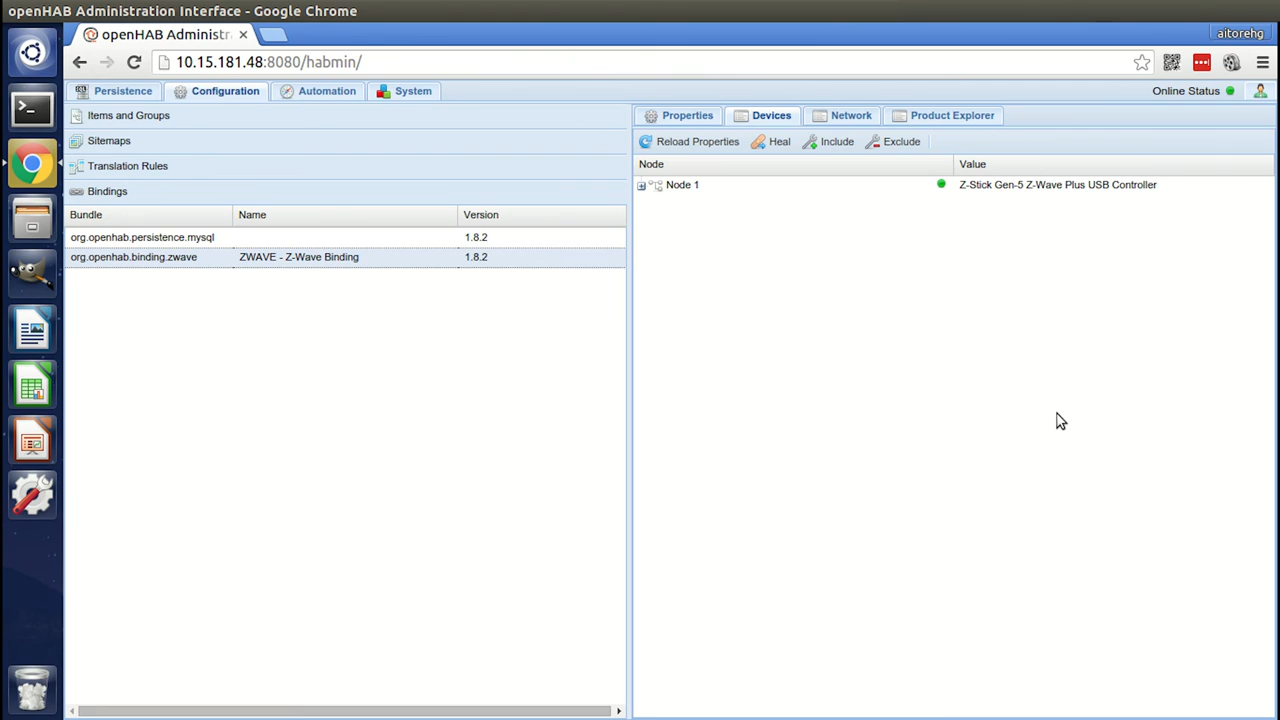 openHAB Administration Interface - Google Chrome
openHAB Administr
aitorehg
10.15.181.48:8080/habmin/
Persistence
Configuration
Automation
System
Online Status
Items and Groups
Sitemaps
Translation Rules
Bindings
Bundle Name Version
org.openhab.persistence.mysql 1.8.2
org.openhab.binding.zwave ZWAVE - Z-Wave Binding 1.8.2
Properties
Devices
Network
Product Explorer
Reload Properties
Heal
Include
Exclude
Node Value
Node 1 Z-Stick Gen-5 Z-Wave Plus USB Controller